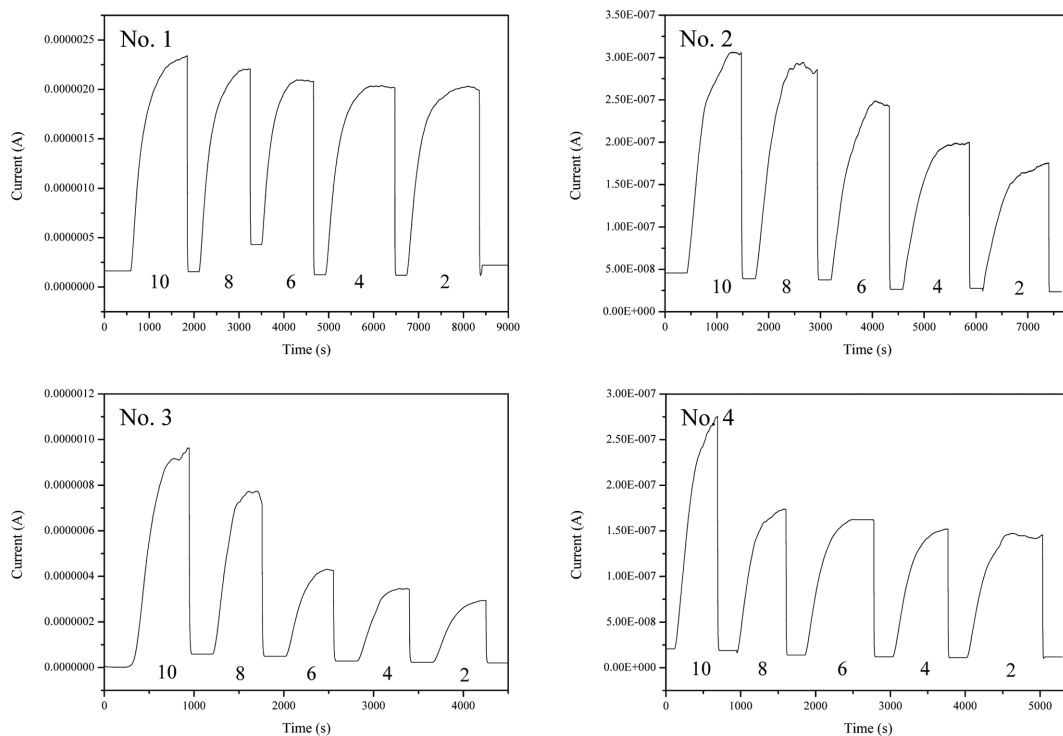 No. 1
0.0000025
0.0000020
0.0000015
0.0000010
0.0000005
0.0000000
Current (A)
10 8 6 4 2
0 1000 2000 3000 4000 5000 6000 7000 8000 9000
Time (s)
No. 2
3.50E-007
3.00E-007
2.50E-007
2.00E-007
1.50E-007
1.00E-007
5.00E-008
0.00E+000
Current (A)
10 8 6 4 2
0 1000 2000 3000 4000 5000 6000 7000
Time (s)
No. 3
0.0000012
0.0000010
0.0000008
0.0000006
0.0000004
0.0000002
0.0000000
Current (A)
10 8 6 4 2
0 1000 2000 3000 4000
Time (s)
No. 4
3.00E-007
2.50E-007
2.00E-007
1.50E-007
1.00E-007
5.00E-008
0.00E+000
Current (A)
10 8 6 4 2
0 1000 2000 3000 4000 5000
Time (s)